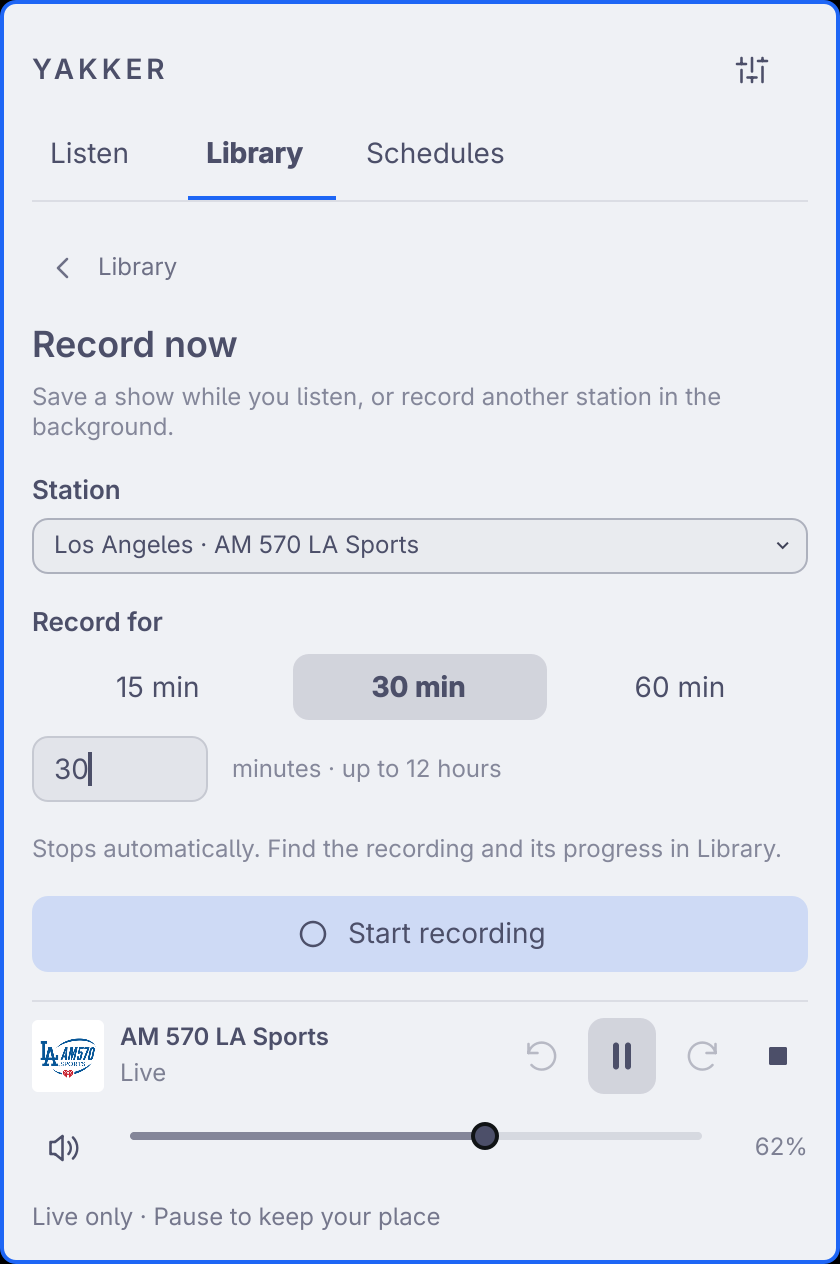 YAKKER
Listen Library Schedules
Library
Record now
Save a show while you listen, or record another station in the
background.
Station
Los Angeles · AM 570 LA Sports
Record for
15 min 30 min 60 min
30 minutes · up to 12 hours
Stops automatically. Find the recording and its progress in Library.
Start recording
LA AM570
SPORTS
AM 570 LA Sports
Live
62%
Live only · Pause to keep your place